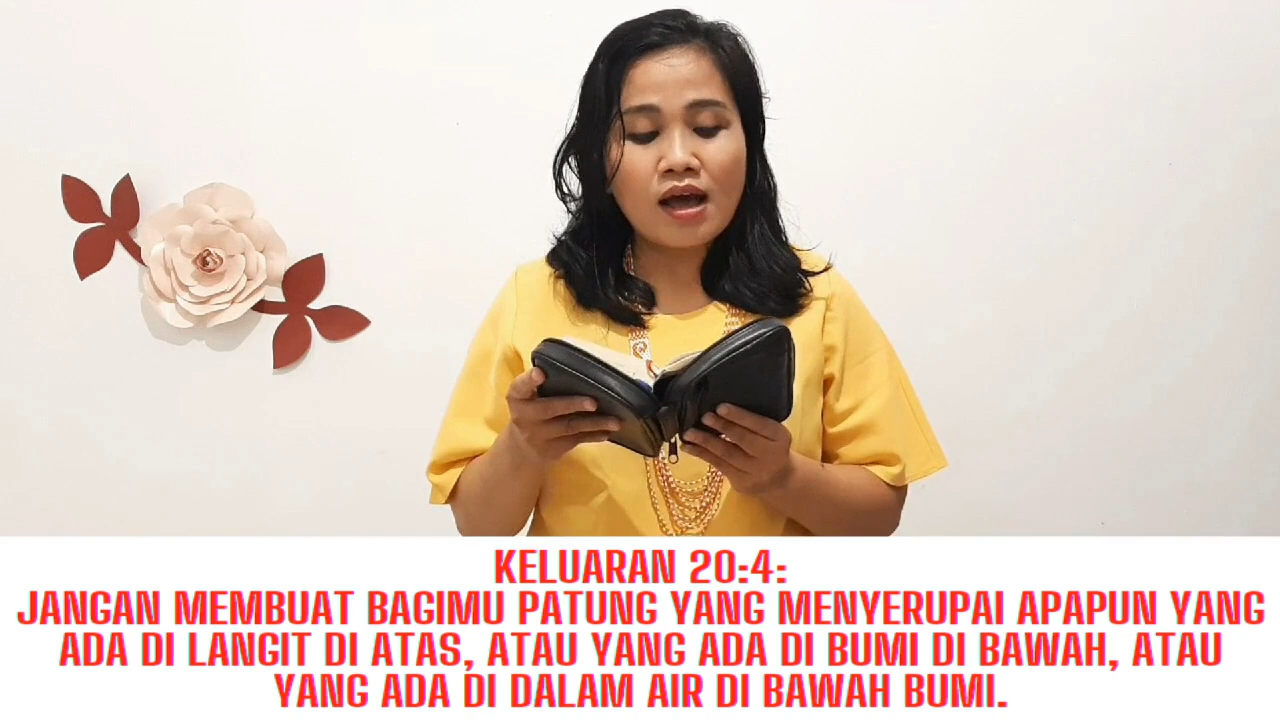 KELUARAN 20:4:
JANGAN MEMBUAT BAGIMU PATUNG YANG MENYERUPAI APAPUN YANG
ADA DI LANGIT DI ATAS, ATAU YANG ADA DI BUMI DI BAWAH, ATAU
YANG ADA DI DALAM AIR DI BAWAH BUMI.